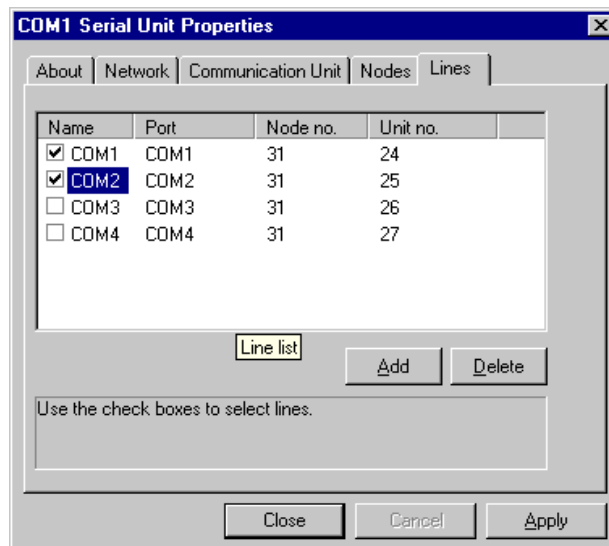 COM1 Serial Unit Properties
About Network Communication Unit Nodes Lines
Name Port Node no. Unit no.
COM1 COM1 31 24
COM2 COM2 31 25
COM3 COM3 31 26
COM4 COM4 31 27
Line list
Add Delete
Use the check boxes to select lines.
Close Cancel Apply